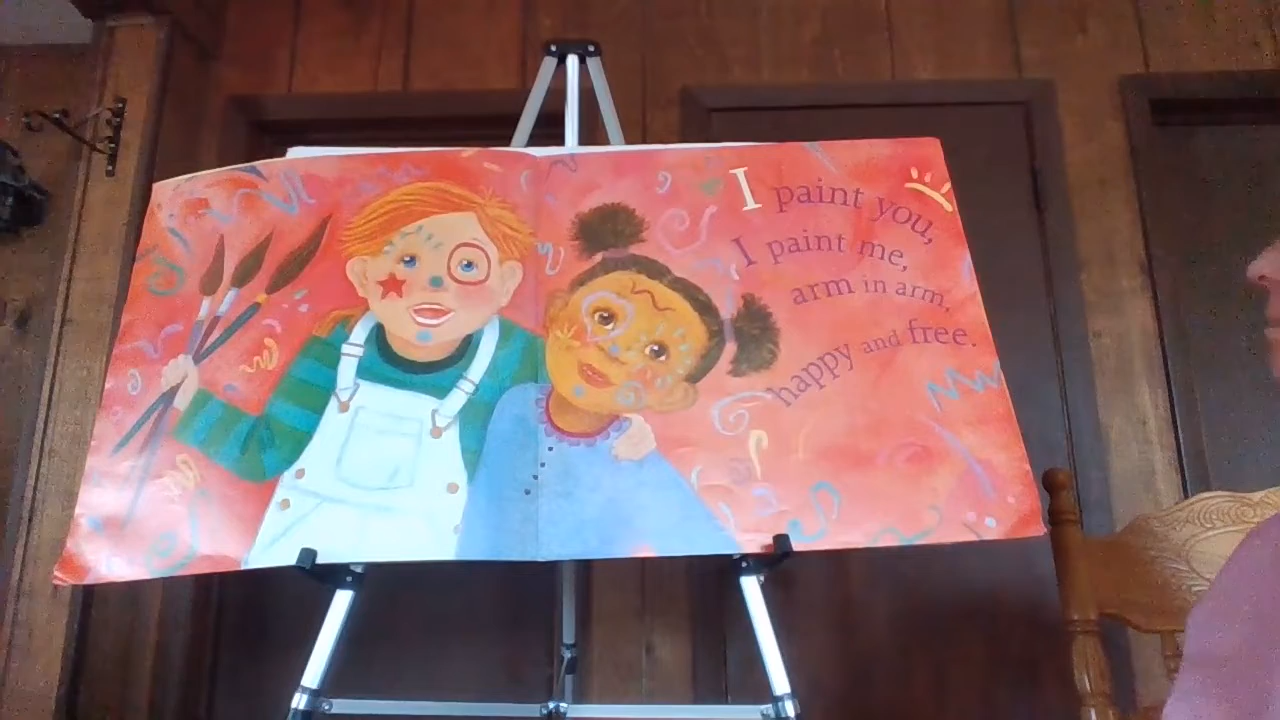 I paint you,
I paint me,
arm in arm,
happy and free.